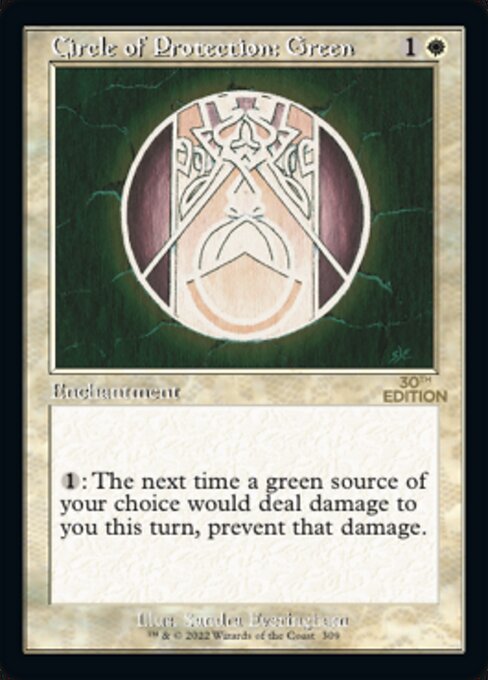 Circle of Protection: Green 1
30TH
Enchantment EDITION
1: The next time a green source of
your choice would deal damage to
you this turn, prevent that damage.
Illus. Sandra Everingham
™ & © 2022 Wizards of the Coast 309